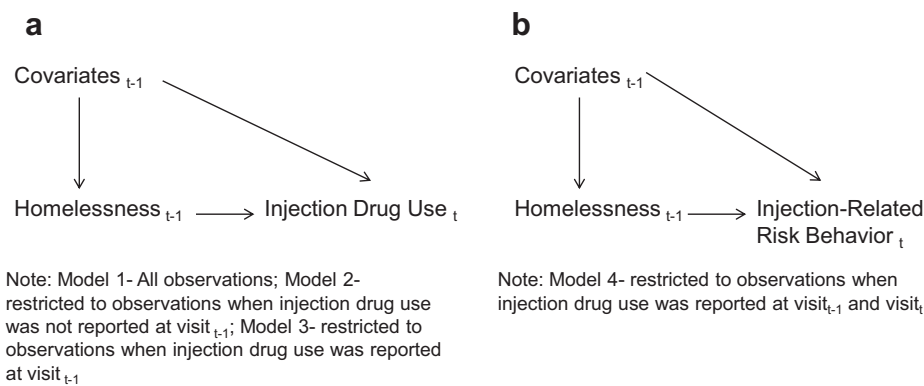 a
Covariates t-1
Homelessness t-1
Injection Drug Use t
Note: Model 1- All observations; Model 2-
restricted to observations when injection drug use
was not reported at visit t-1; Model 3- restricted to
observations when injection drug use was reported
at visit t-1
b
Covariates t-1
Homelessness t-1
Injection-Related
Risk Behavior t
Note: Model 4- restricted to observations when
injection drug use was reported at visit t-1 and visit t